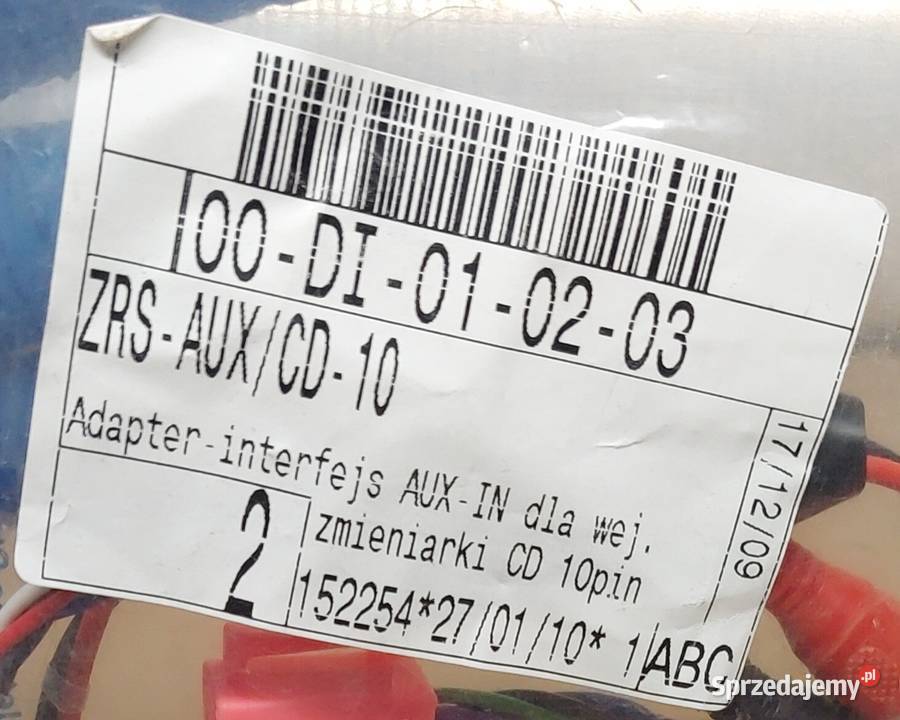 00-DI-01-02-03
ZRS-AUX/CD-10
Adapter-interfejs AUX-IN dla wej.
zmieniarki CD 10pin
17/12/09
2
152254*27/01/10* 1
ABC
Sprzedajemy.pl